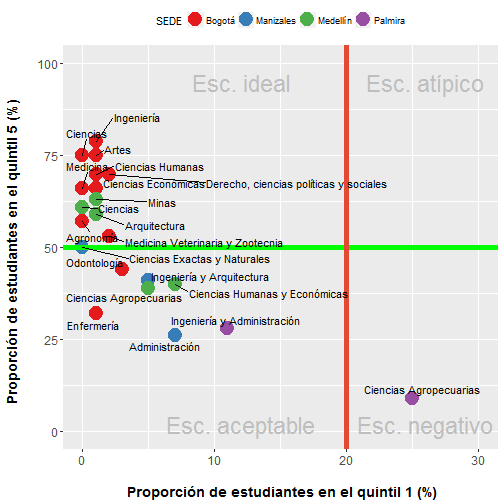 SEDE Bogotá Manizales Medellín Palmira
Proporción de estudiantes en el quintil 5 (%)
100
75
50
25
0
Esc. ideal
Esc. atípico
Ingeniería
Ciencias
Artes
Medicina
Ciencias Humanas
Ciencias Económicas
Derecho, ciencias políticas y sociales
Minas
Ciencias
Arquitectura
Agronomía
Medicina Veterinaria y Zootecnia
Ciencias Exactas y Naturales
Odontología
Ingeniería y Arquitectura
Ciencias Agropecuarias
Ciencias Humanas y Económicas
Enfermería
Ingeniería y Administración
Administración
Ciencias Agropecuarias
Esc. aceptable
Esc. negativo
0 10 20 30
Proporción de estudiantes en el quintil 1 (%)